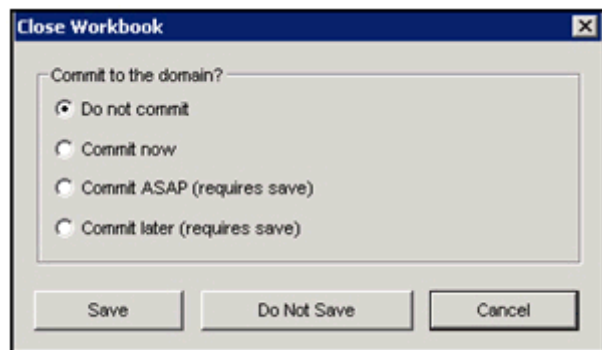 Close Workbook
Commit to the domain?
Do not commit
Commit now
Commit ASAP (requires save)
Commit later (requires save)
Save
Do Not Save
Cancel